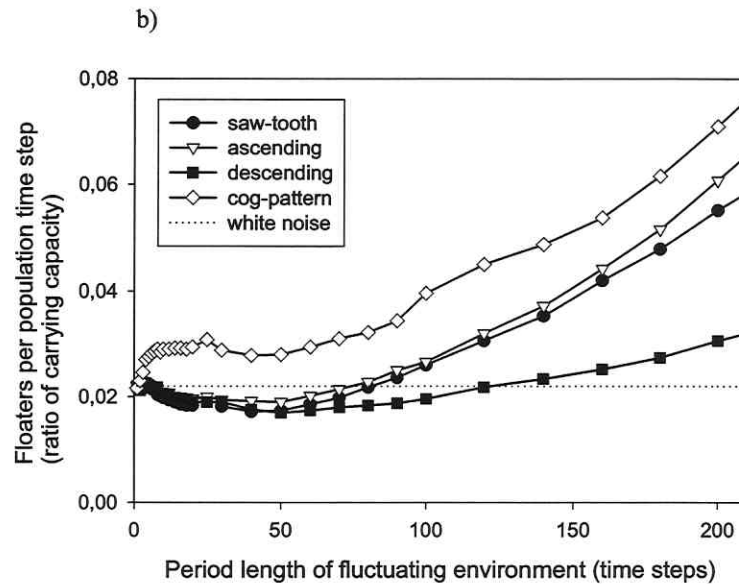 b)
0,08
0,06
0,04
0,02
0,00
Floaters per population time step
(ratio of carrying capacity)
saw-tooth
ascending
descending
cog-pattern
white noise
0
50
100
150
200
Period length of fluctuating environment (time steps)